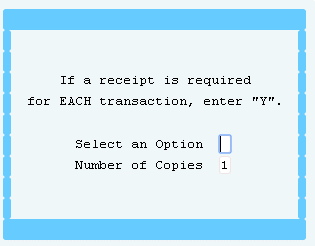 If a receipt is required
for EACH transaction, enter "Y".
Select an Option
Number of Copies 1